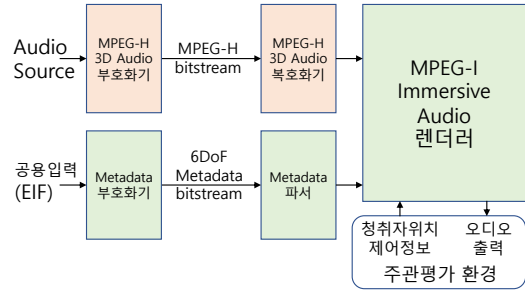 Audio
Source
MPEG-H
3D Audio
부호화기
MPEG-H
bitstream
MPEG-H
3D Audio
복호화기
MPEG-I
Immersive
Audio
렌더러
공용입력
(EIF)
Metadata
부호화기
6DoF
Metadata
bitstream
Metadata
파서
청취자위치
제어정보
오디오
출력
주관평가 환경